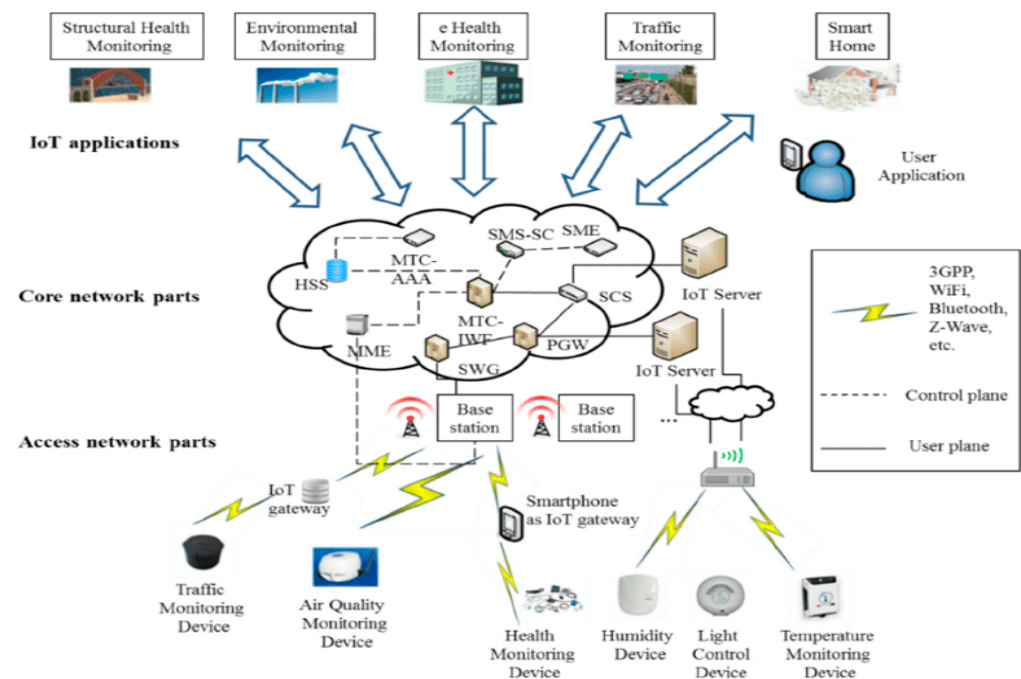 Structural Health
Monitoring
Environmental
Monitoring
e Health
Monitoring
Traffic
Monitoring
Smart
Home
IoT applications
User
Application
SMS-SC
SME
MTC-
AAA
HSS
Core network parts
SCS
IoT Server
MTC-
IWF
MME
PGW
SWG
IoT Server
3GPP,
WiFi,
Bluetooth,
Z-Wave,
etc.
Control plane
User plane
Access network parts
Base
station
Base
station
...
IoT
gateway
Smartphone
as IoT gateway
Traffic
Monitoring
Device
Air Quality
Monitoring
Device
Health
Monitoring
Device
Humidity
Device
Light
Control
Device
Temperature
Monitoring
Device